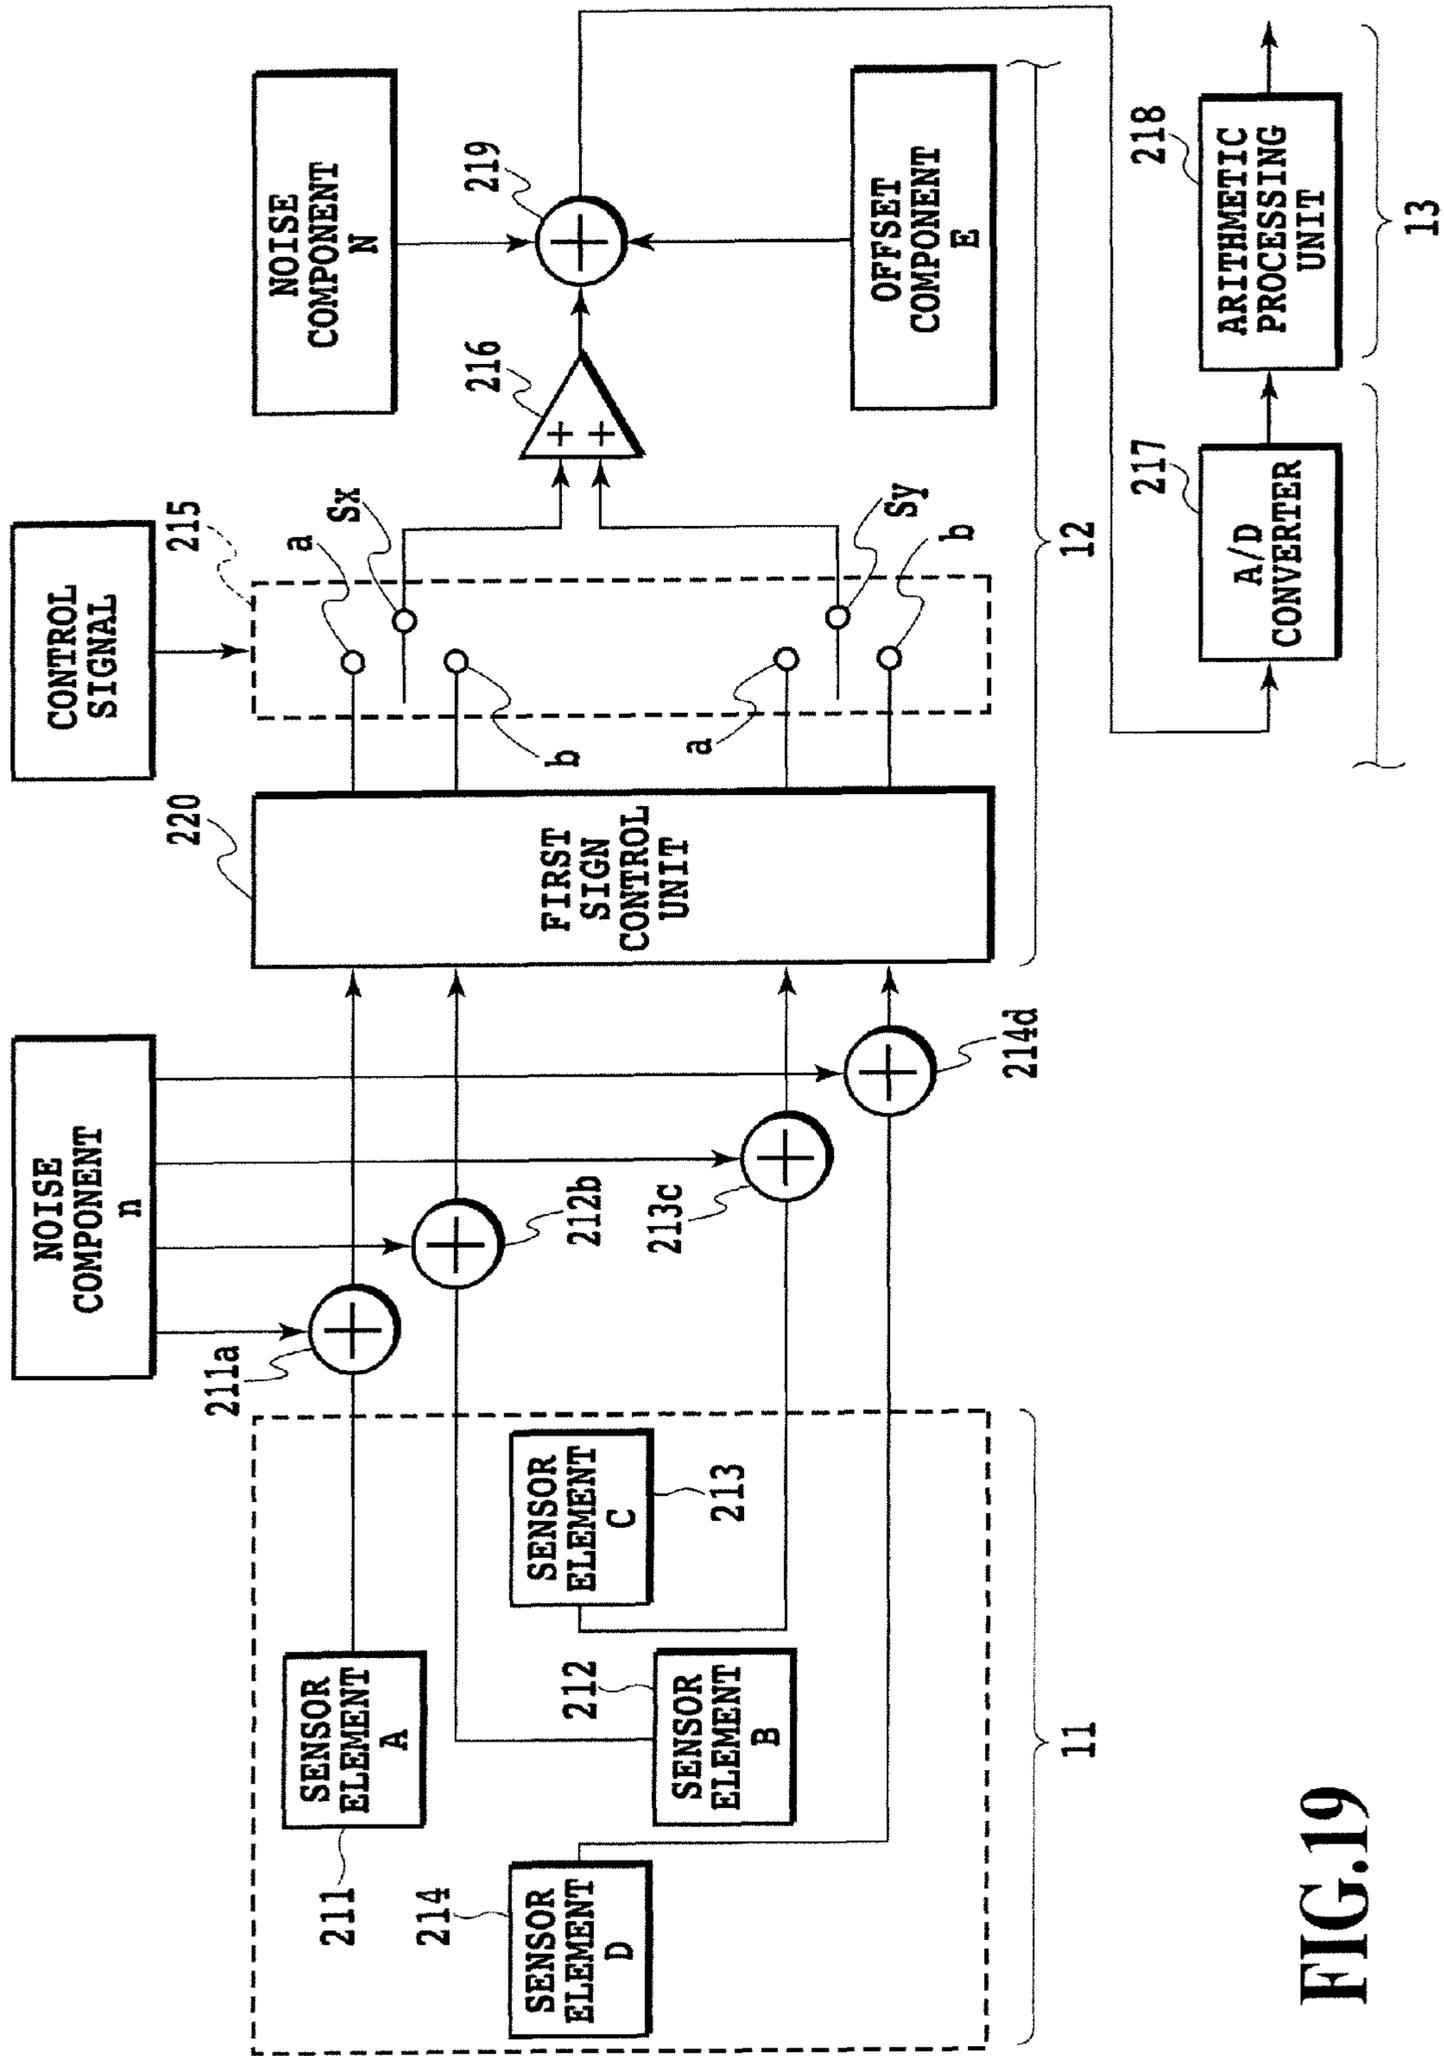 CONTROL
SIGNAL
215
a
Sx
b
a
Sy
b
NOISE
COMPONENT
N
219
216
OFFSET
COMPONENT
E
12
217
A/D
CONVERTER
218
ARITHMETIC
PROCESSING
UNIT
13
220
FIRST
SIGN
CONTROL
UNIT
NOISE
COMPONENT
n
211a
212b
213c
214d
SENSOR
ELEMENT
A
211
SENSOR
ELEMENT
C
213
212
SENSOR
ELEMENT
B
214
SENSOR
ELEMENT
D
11
FIG.19